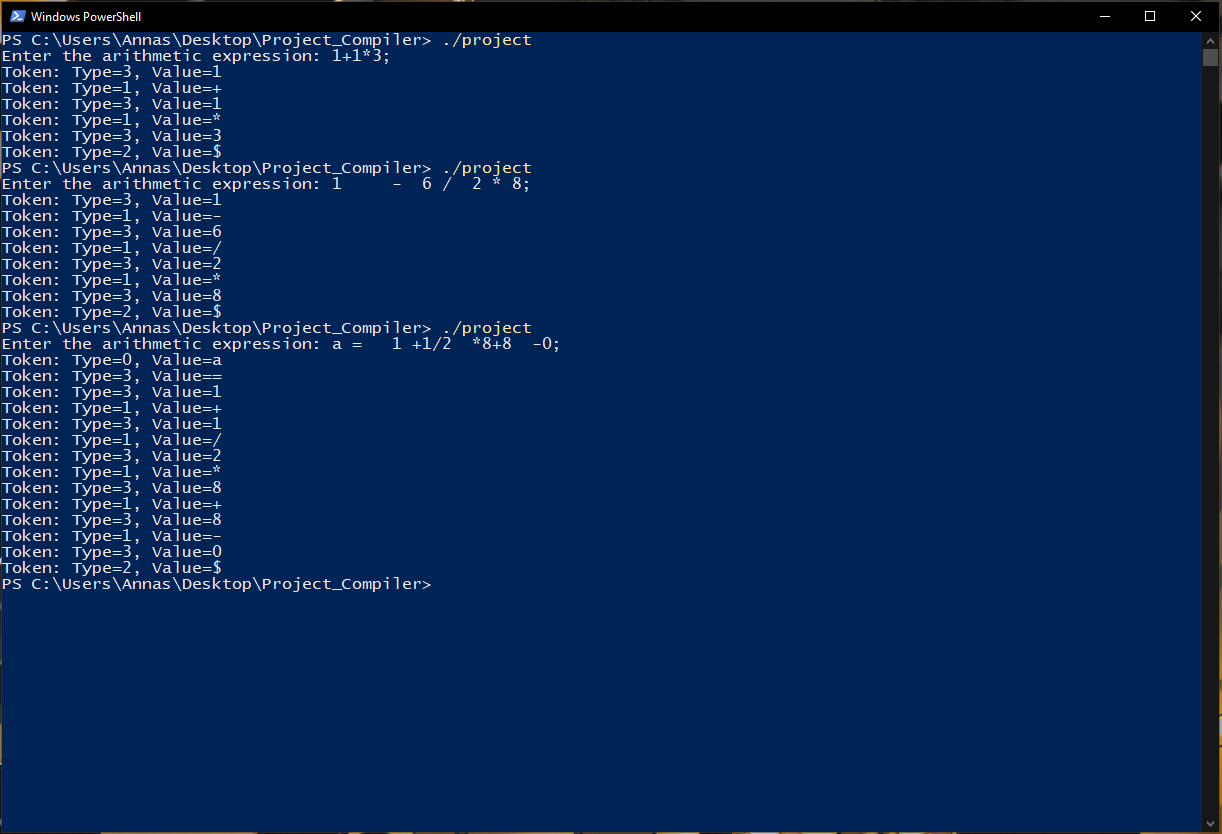 Windows PowerShell
PS C:\Users\Annas\Desktop\Project_Compiler> ./project
Enter the arithmetic expression: 1+1*3;
Token: Type=3, Value=1
Token: Type=1, Value=+
Token: Type=3, Value=1
Token: Type=1, Value=*
Token: Type=3, Value=3
Token: Type=2, Value=$
PS C:\Users\Annas\Desktop\Project_Compiler> ./project
Enter the arithmetic expression: 1     -  6 /  2 * 8;
Token: Type=3, Value=1
Token: Type=1, Value=-
Token: Type=3, Value=6
Token: Type=1, Value=/
Token: Type=3, Value=2
Token: Type=1, Value=*
Token: Type=3, Value=8
Token: Type=2, Value=$
PS C:\Users\Annas\Desktop\Project_Compiler> ./project
Enter the arithmetic expression: a =   1 +1/2  *8+8  -0;
Token: Type=0, Value=a
Token: Type=3, Value==
Token: Type=3, Value=1
Token: Type=1, Value=+
Token: Type=3, Value=1
Token: Type=1, Value=/
Token: Type=3, Value=2
Token: Type=1, Value=*
Token: Type=3, Value=8
Token: Type=1, Value=+
Token: Type=3, Value=8
Token: Type=1, Value=-
Token: Type=3, Value=0
Token: Type=2, Value=$
PS C:\Users\Annas\Desktop\Project_Compiler>